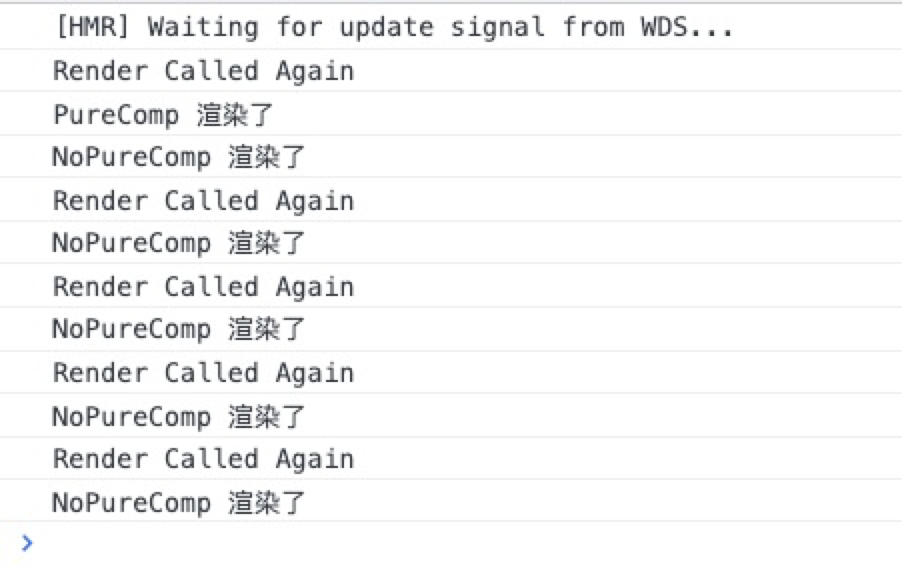 [HMR] Waiting for update signal from WDS...
Render Called Again
PureComp 渲染了
NoPureComp 渲染了
Render Called Again
NoPureComp 渲染了
Render Called Again
NoPureComp 渲染了
Render Called Again
NoPureComp 渲染了
Render Called Again
NoPureComp 渲染了